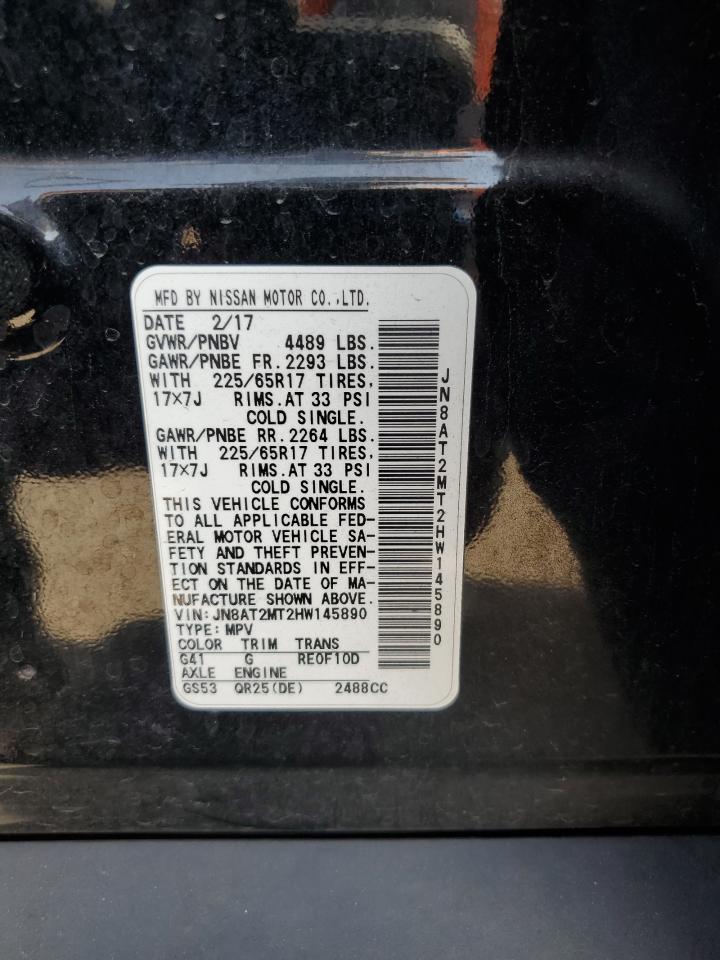 MFD BY NISSAN MOTOR CO.,LTD.
DATE 2/17
GVWR/PNBV 4489 LBS.
GAWR/PNBE FR.2293 LBS.
WITH 225/65R17 TIRES,
17×7J RIMS.AT 33 PSI
COLD SINGLE.
GAWR/PNBE RR.2264 LBS.
WITH 225/65R17 TIRES,
17×7J RIMS.AT 33 PSI
COLD SINGLE.
THIS VEHICLE CONFORMS
TO ALL APPLICABLE FED-
ERAL MOTOR VEHICLE SA-
FETY AND THEFT PREVEN-
TION STANDARDS IN EFF-
ECT ON THE DATE OF MA-
NUFACTURE SHOWN ABOVE.
VIN:JN8AT2MT2HW145890
TYPE:MPV
COLOR TRIM TRANS
G41 G RE0F10D
AXLE ENGINE
GS53 QR25(DE) 2488CC
JN8AT2MT2HW145890